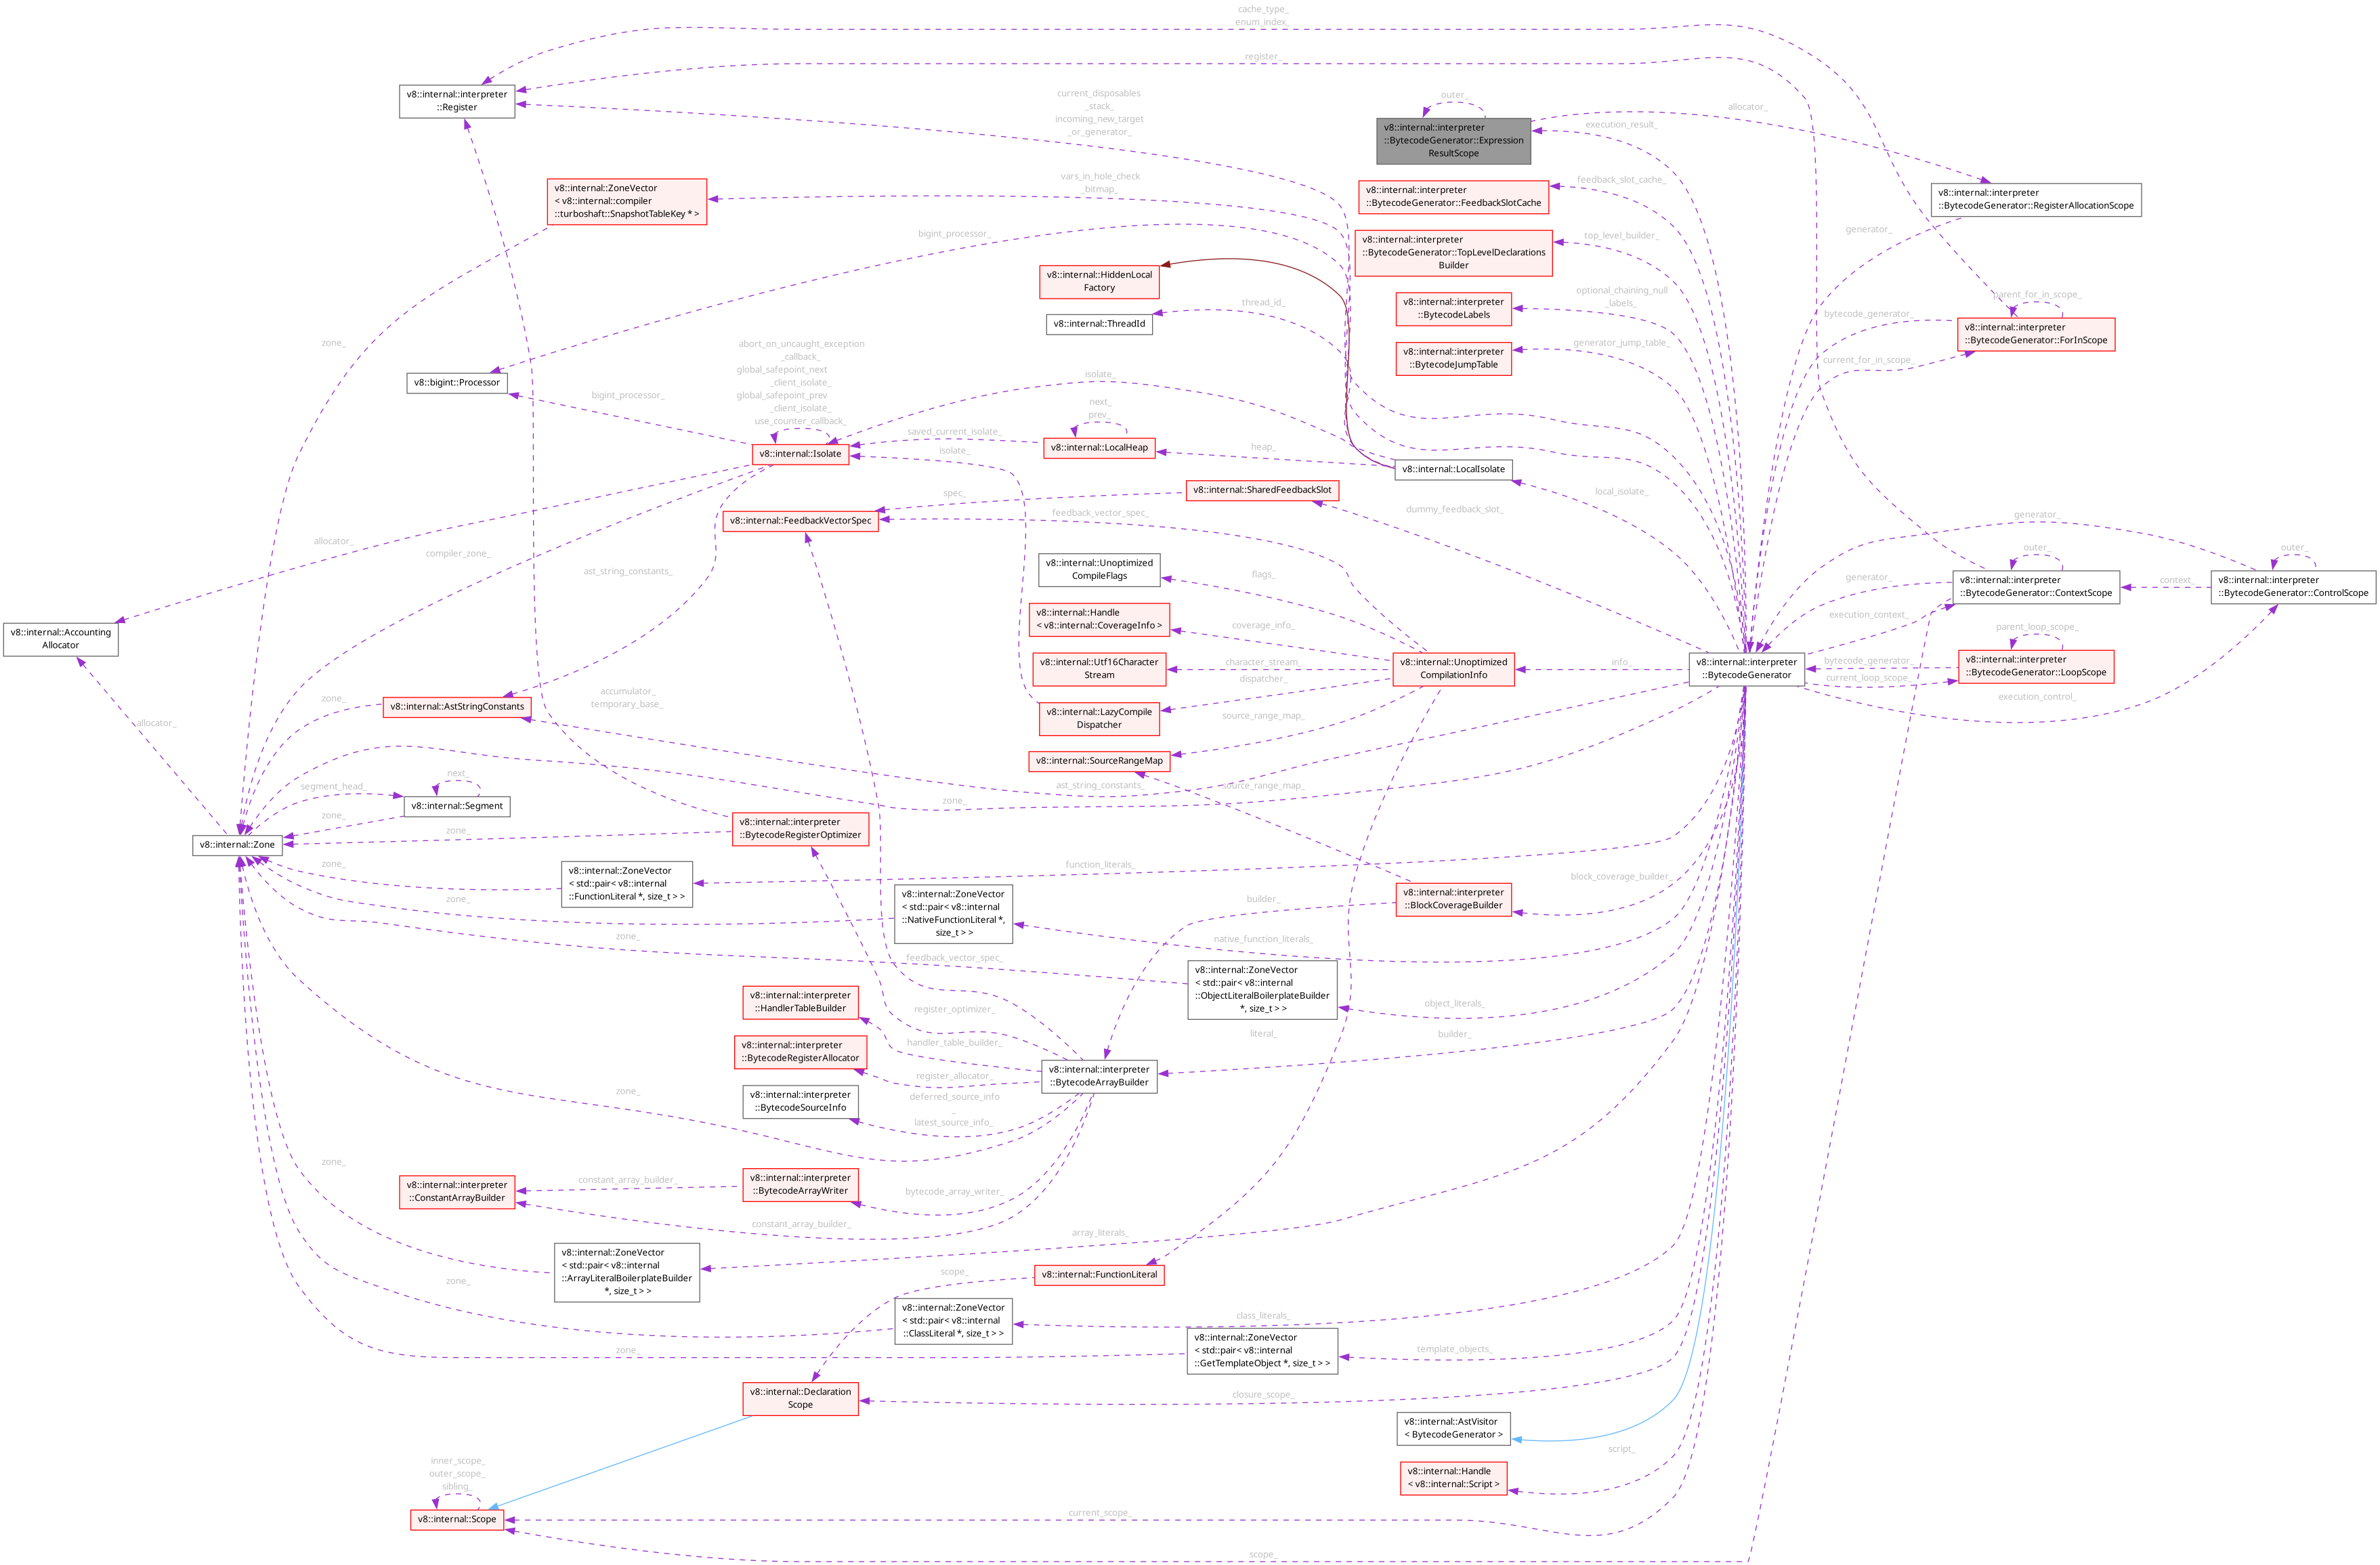 cache_type_
enum_index_
register_
v8::internal::interpreter
::Register
current_disposables
_stack_
incoming_new_target
_or_generator_
outer_
allocator_
execution_result_
v8::internal::interpreter
::BytecodeGenerator::Expression
ResultScope
v8::internal::ZoneVector
< v8::internal::compiler
::turboshaft::SnapshotTableKey * >
vars_in_hole_check
_bitmap_
feedback_slot_cache_
v8::internal::interpreter
::BytecodeGenerator::FeedbackSlotCache
v8::internal::interpreter
::BytecodeGenerator::RegisterAllocationScope
generator_
bigint_processor_
top_level_builder_
v8::internal::interpreter
::BytecodeGenerator::TopLevelDeclarations
Builder
v8::internal::HiddenLocal
Factory
thread_id_
v8::internal::ThreadId
optional_chaining_null
_labels_
v8::internal::interpreter
::BytecodeLabels
parent_for_in_scope_
bytecode_generator_
v8::internal::interpreter
::BytecodeGenerator::ForInScope
current_for_in_scope_
generator_jump_table_
v8::internal::interpreter
::BytecodeJumpTable
zone_
abort_on_uncaught_exception
_callback_
global_safepoint_next
_client_isolate_
global_safepoint_prev
_client_isolate_
use_counter_callback_
v8::bigint::Processor
bigint_processor_
isolate_
next_
prev_
saved_current_isolate_
isolate_
v8::internal::Isolate
v8::internal::LocalHeap
heap_
v8::internal::LocalIsolate
local_isolate_
v8::internal::SharedFeedbackSlot
spec_
dummy_feedback_slot_
v8::internal::FeedbackVectorSpec
feedback_vector_spec_
generator_
allocator_
compiler_zone_
ast_string_constants_
v8::internal::Unoptimized
CompileFlags
flags_
outer_
generator_
v8::internal::interpreter
::BytecodeGenerator::ContextScope
context_
outer_
v8::internal::interpreter
::BytecodeGenerator::ControlScope
execution_context_
v8::internal::Handle
< v8::internal::CoverageInfo >
coverage_info_
v8::internal::Accounting
Allocator
v8::internal::Utf16Character
Stream
character_stream_
dispatcher_
v8::internal::Unoptimized
CompilationInfo
info_
v8::internal::interpreter
::BytecodeGenerator
parent_loop_scope_
bytecode_generator_
v8::internal::interpreter
::BytecodeGenerator::LoopScope
current_loop_scope_
execution_control_
zone_
v8::internal::AstStringConstants
accumulator_
temporary_base_
v8::internal::LazyCompile
Dispatcher
source_range_map_
allocator_
v8::internal::SourceRangeMap
next_
segment_head_
v8::internal::Segment
ast_string_constants_
source_range_map_
zone_
zone_
v8::internal::interpreter
::BytecodeRegisterOptimizer
zone_
v8::internal::Zone
zone_
v8::internal::ZoneVector
< std::pair< v8::internal
::FunctionLiteral *, size_t > >
function_literals_
zone_
v8::internal::ZoneVector
< std::pair< v8::internal
::NativeFunctionLiteral *,
size_t > >
builder_
v8::internal::interpreter
::BlockCoverageBuilder
block_coverage_builder_
native_function_literals_
zone_
feedback_vector_spec_
v8::internal::ZoneVector
< std::pair< v8::internal
::ObjectLiteralBoilerplateBuilder
*, size_t > >
object_literals_
v8::internal::interpreter
::HandlerTableBuilder
register_optimizer_
handler_table_builder_
literal_
builder_
v8::internal::interpreter
::BytecodeRegisterAllocator
register_allocator_
v8::internal::interpreter
::BytecodeArrayBuilder
zone_
v8::internal::interpreter
::BytecodeSourceInfo
deferred_source_info
_
latest_source_info_
zone_
v8::internal::interpreter
::ConstantArrayBuilder
constant_array_builder_
v8::internal::interpreter
::BytecodeArrayWriter
bytecode_array_writer_
constant_array_builder_
array_literals_
v8::internal::ZoneVector
< std::pair< v8::internal
::ArrayLiteralBoilerplateBuilder
*, size_t > >
zone_
scope_
v8::internal::FunctionLiteral
v8::internal::ZoneVector
< std::pair< v8::internal
::ClassLiteral *, size_t > >
class_literals_
zone_
v8::internal::ZoneVector
< std::pair< v8::internal
::GetTemplateObject *, size_t > >
template_objects_
v8::internal::Declaration
Scope
closure_scope_
v8::internal::AstVisitor
< BytecodeGenerator >
script_
v8::internal::Handle
< v8::internal::Script >
inner_scope_
outer_scope_
sibling_
v8::internal::Scope
current_scope_
scope_